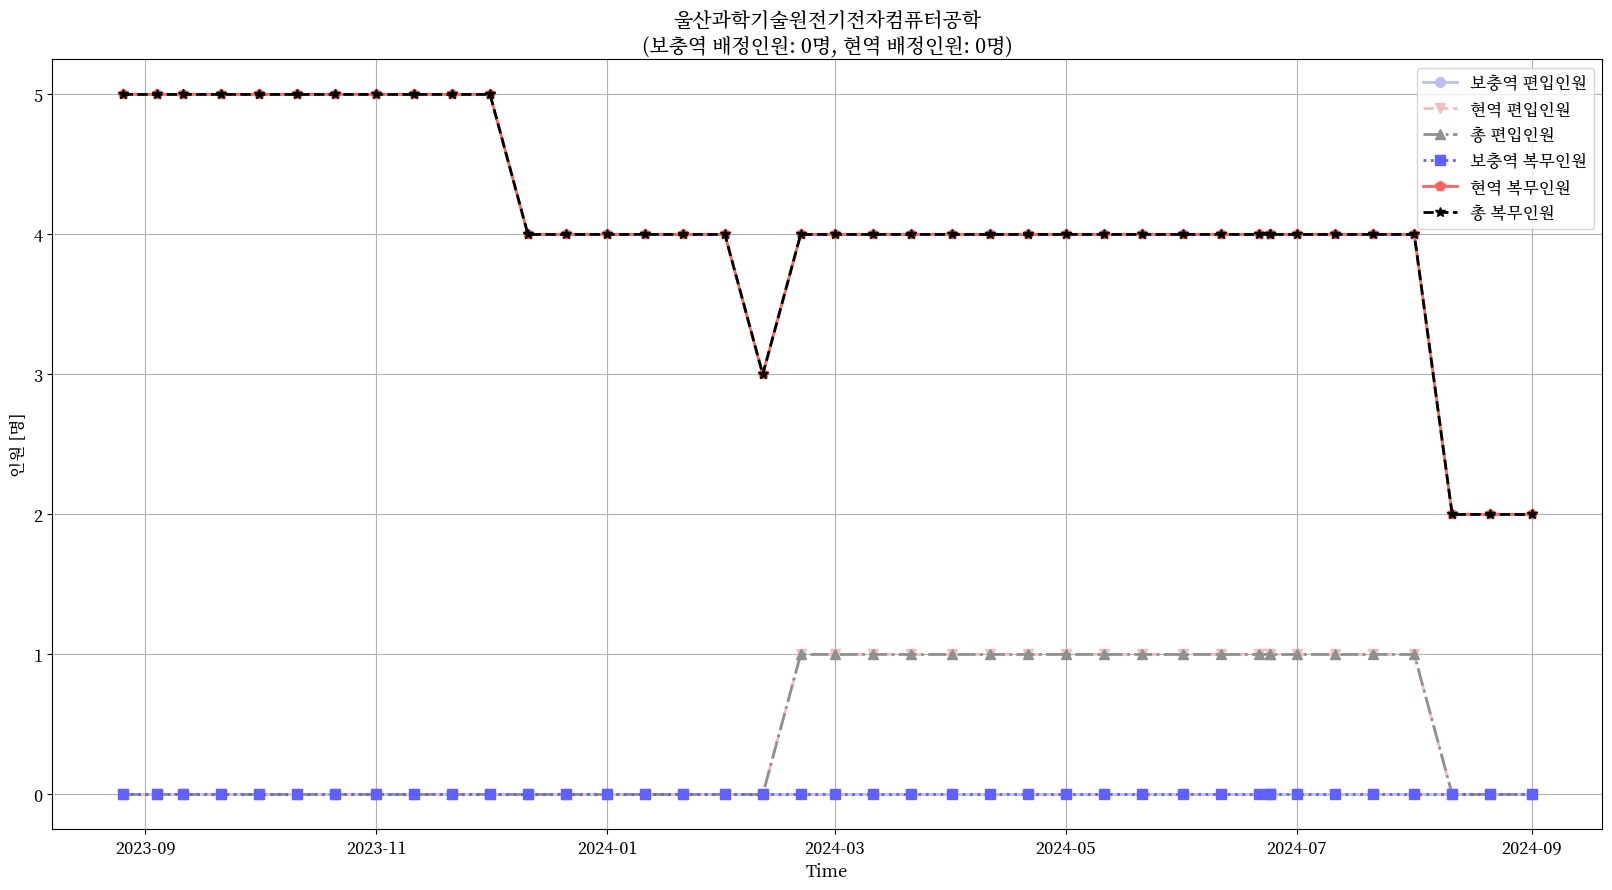 울산과학기술원전기전자컴퓨터공학
(보충역 배정인원: 0명, 현역 배정인원: 0명)
보충역 편입인원
현역 편입인원
총 편입인원
보충역 복무인원
현역 복무인원
총 복무인원
인원 [명]
5
4
3
2
1
0
2023-09
2023-11
2024-01
2024-03
2024-05
2024-07
2024-09
Time